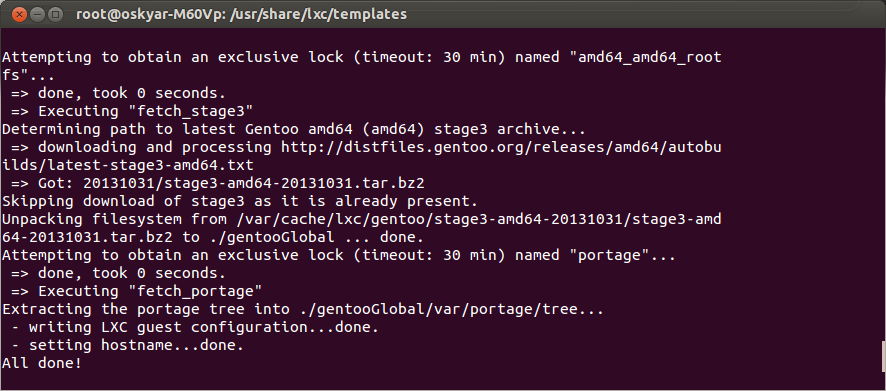 root@oskyar-M60Vp: /usr/share/lxc/templates
Attempting to obtain an exclusive lock (timeout: 30 min) named "amd64_amd64_root
fs"...
 => done, took 0 seconds.
 => Executing "fetch_stage3"
Determining path to latest Gentoo amd64 (amd64) stage3 archive...
 => downloading and processing http://distfiles.gentoo.org/releases/amd64/autobu
ilds/latest-stage3-amd64.txt
 => Got: 20131031/stage3-amd64-20131031.tar.bz2
Skipping download of stage3 as it is already present.
Unpacking filesystem from /var/cache/lxc/gentoo/stage3-amd64-20131031/stage3-amd
64-20131031.tar.bz2 to ./gentooGlobal ... done.
Attempting to obtain an exclusive lock (timeout: 30 min) named "portage"...
 => done, took 0 seconds.
 => Executing "fetch_portage"
Extracting the portage tree into ./gentooGlobal/var/portage/tree...
 - writing LXC guest configuration...done.
 - setting hostname...done.
All done!